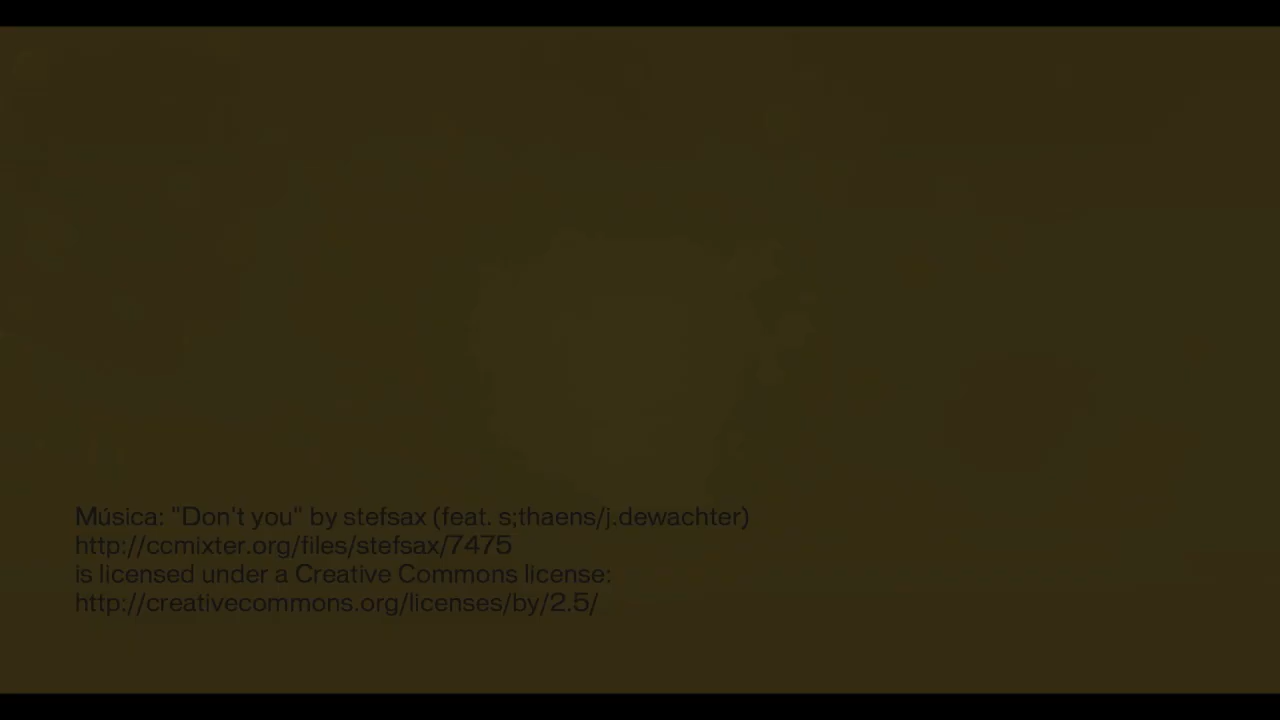 Música: "Don't you" by stefsax (feat. s;thaens/j.dewachter)
http://ccmixter.org/files/stefsax/7475
is licensed under a Creative Commons license:
http://creativecommons.org/licenses/by/2.5/